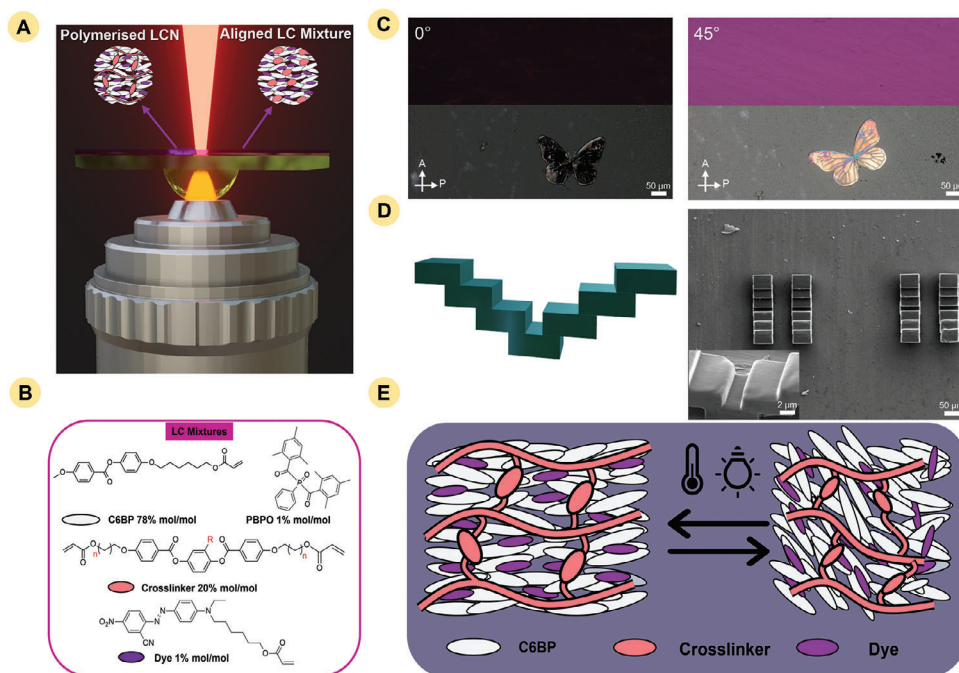 A
Polymerised LCN
Aligned LC Mixture
B
LC Mixtures
O
O
O
O
O
O
O
P
O
C6BP 78% mol/mol
PBPO 1% mol/mol
O
O
n
O
O
O
R
O
O
O
n
O
O
Crosslinker 20% mol/mol
O₂N
N
N
CN
N
O
O
Dye 1% mol/mol
C
0°
A
P
50 µm
45°
A
P
50 µm
D
2 µm
50 µm
E
C6BP
Crosslinker
Dye